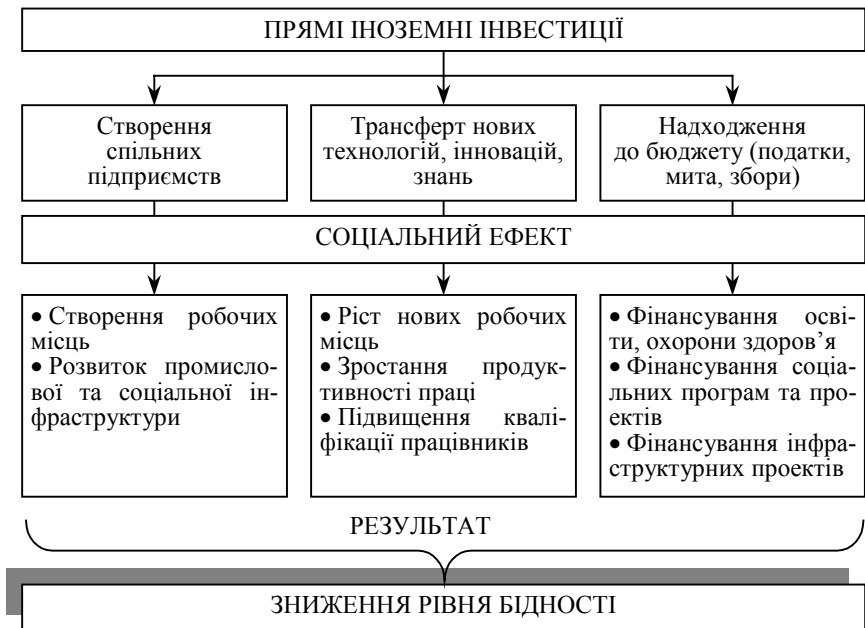 ПРЯМІ ІНОЗЕМНІ ІНВЕСТИЦІЇ
Створення
спільних
підприємств
Трансферт нових
технологій, інновацій,
знань
Надходження
до бюджету (податки,
мита, збори)
СОЦІАЛЬНИЙ ЕФЕКТ
• Створення робочих
місць
• Розвиток промисло-
вої та соціальної ін-
фраструктури
• Ріст нових робочих
місць
• Зростання продук-
тивності праці
• Підвищення квалі-
фікації працівників
• Фінансування осві-
ти, охорони здоров’я
• Фінансування соці-
альних програм та про-
ектів
• Фінансування інфра-
структурних проектів
РЕЗУЛЬТАТ
ЗНИЖЕННЯ РІВНЯ БІДНОСТІ